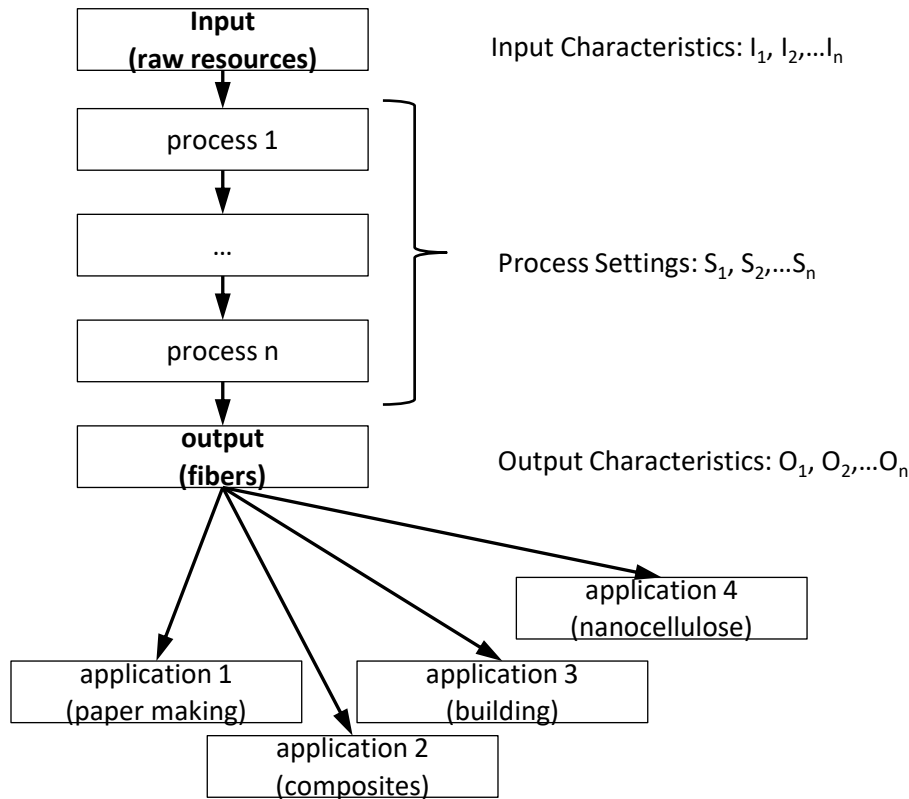 Input
(raw resources)
Input Characteristics: I₁, I₂,...Iₙ
process 1
...
Process Settings: S₁, S₂,...Sₙ
process n
output
(fibers)
Output Characteristics: O₁, O₂,...Oₙ
application 4
(nanocellulose)
application 1
(paper making)
application 3
(building)
application 2
(composites)